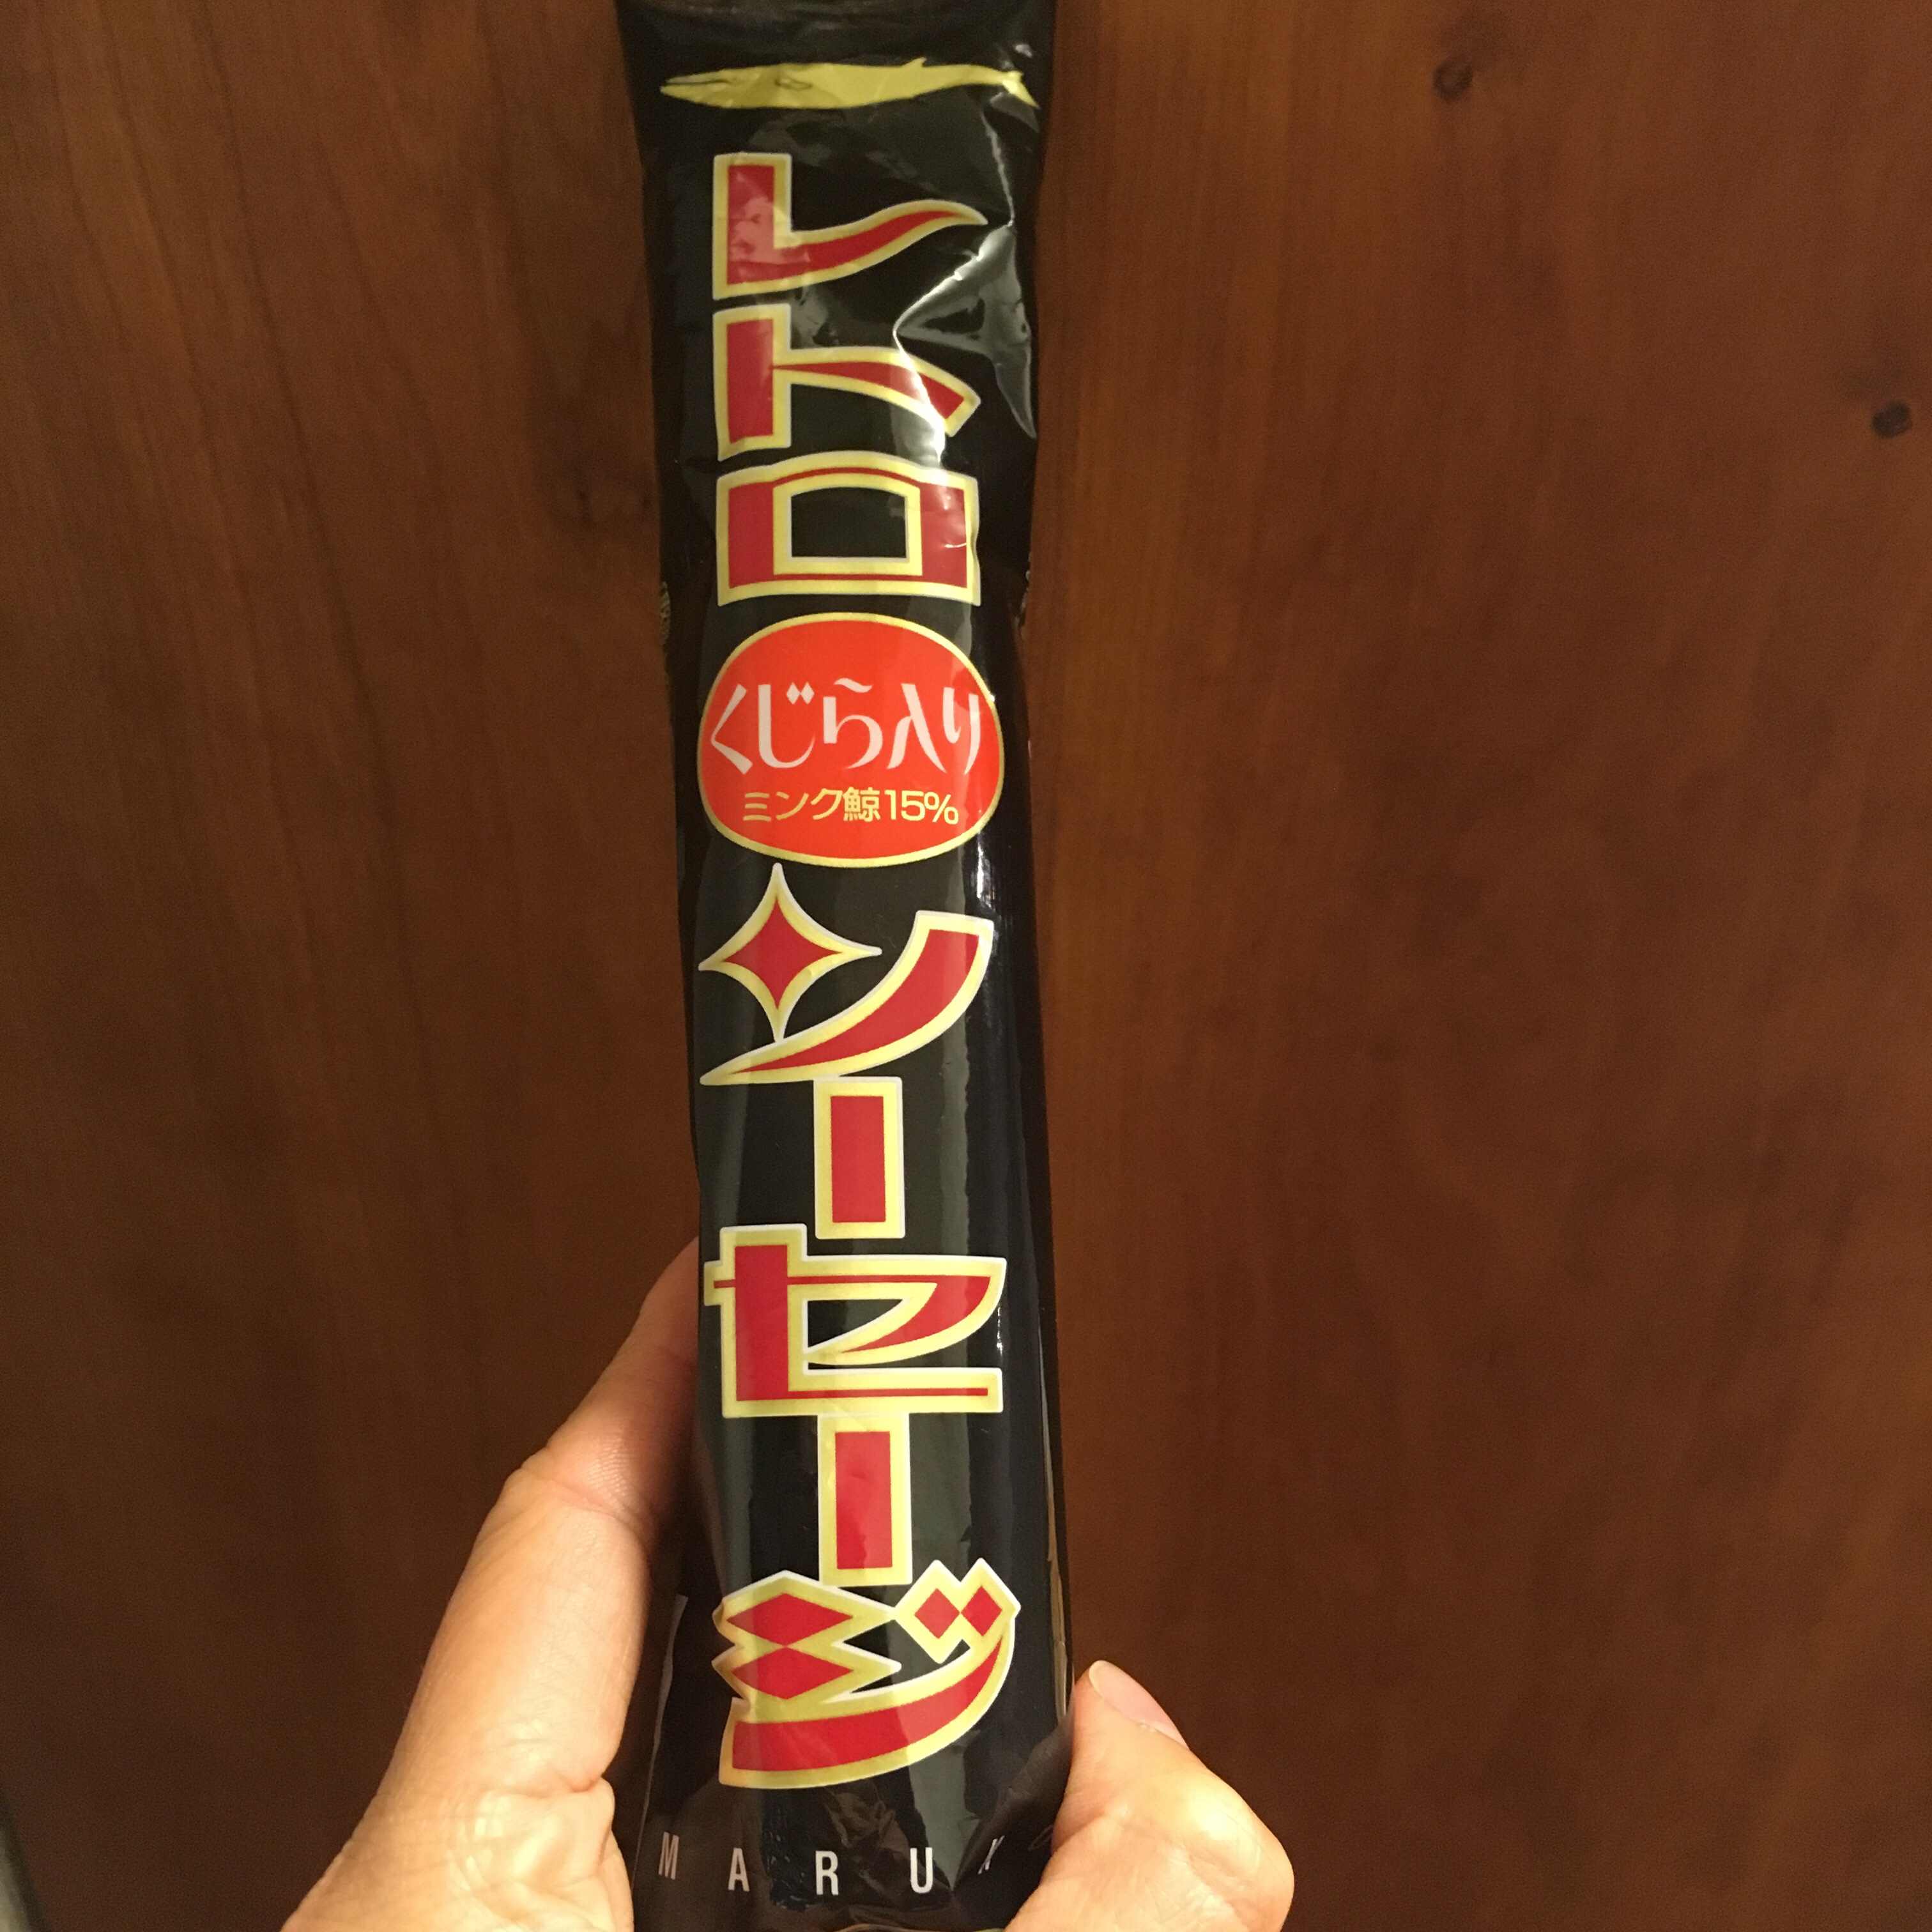 レトロ
くじら入り
ミンク鯨15%
ソーセージ
MARUK